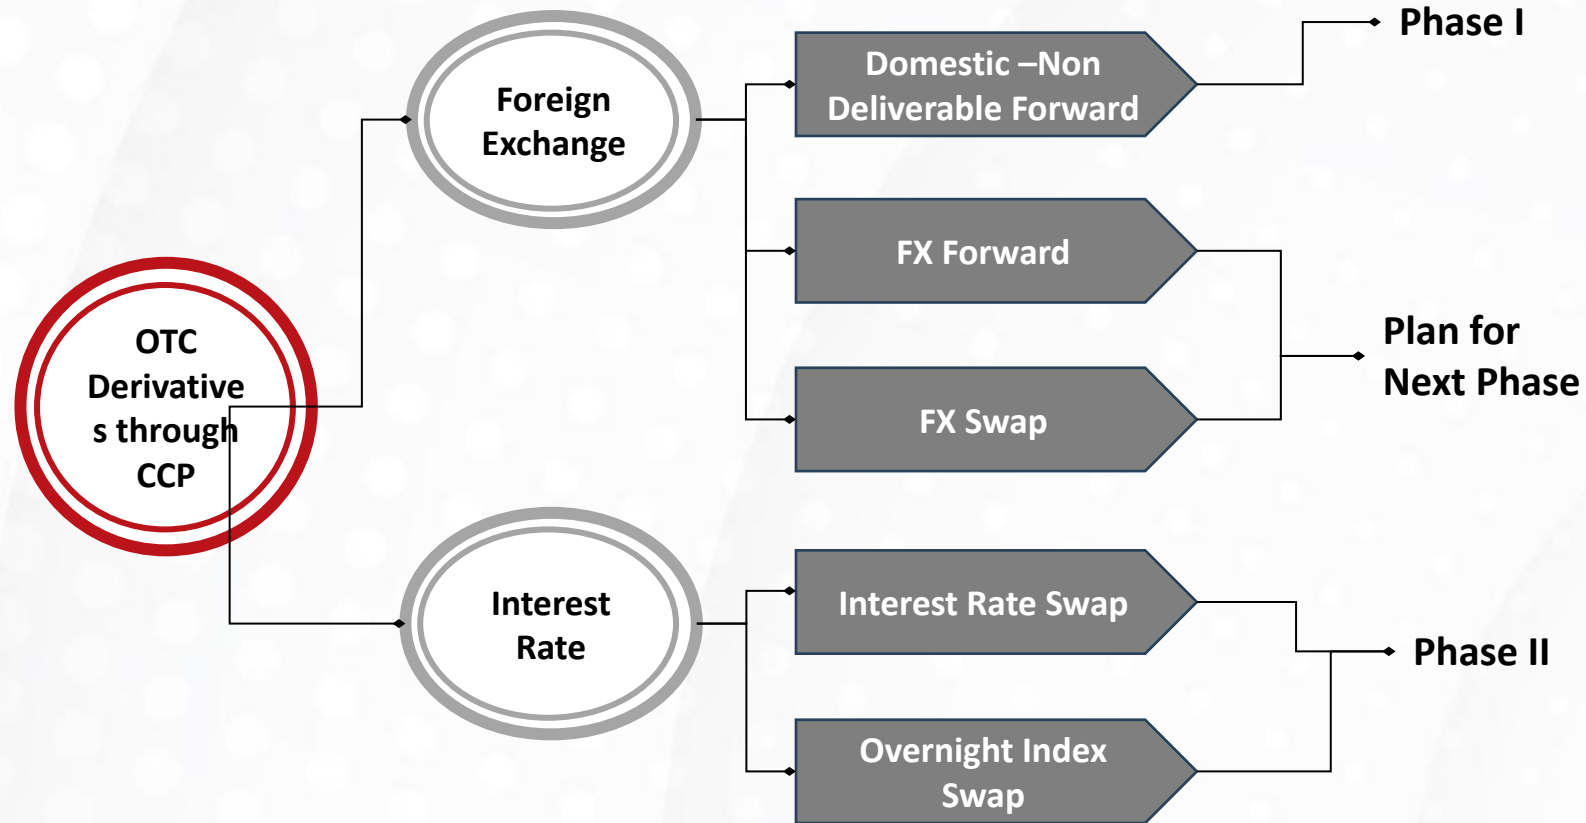 Phase I
Foreign
Exchange
Domestic –Non
Deliverable Forward
FX Forward
OTC
Derivative
s through
CCP
Plan for
Next Phase
FX Swap
Interest
Rate
Interest Rate Swap
Phase II
Overnight Index
Swap